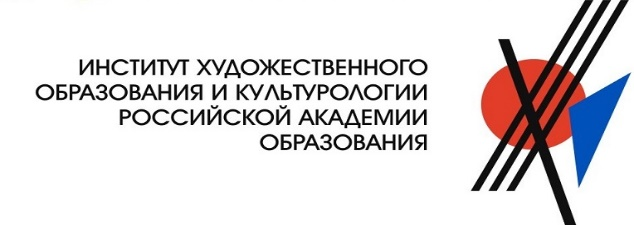 ИНСТИТУТ ХУДОЖЕСТВЕННОГО
ОБРАЗОВАНИЯ И КУЛЬТУРОЛОГИИ
РОССИЙСКОЙ АКАДЕМИИ
ОБРАЗОВАНИЯ